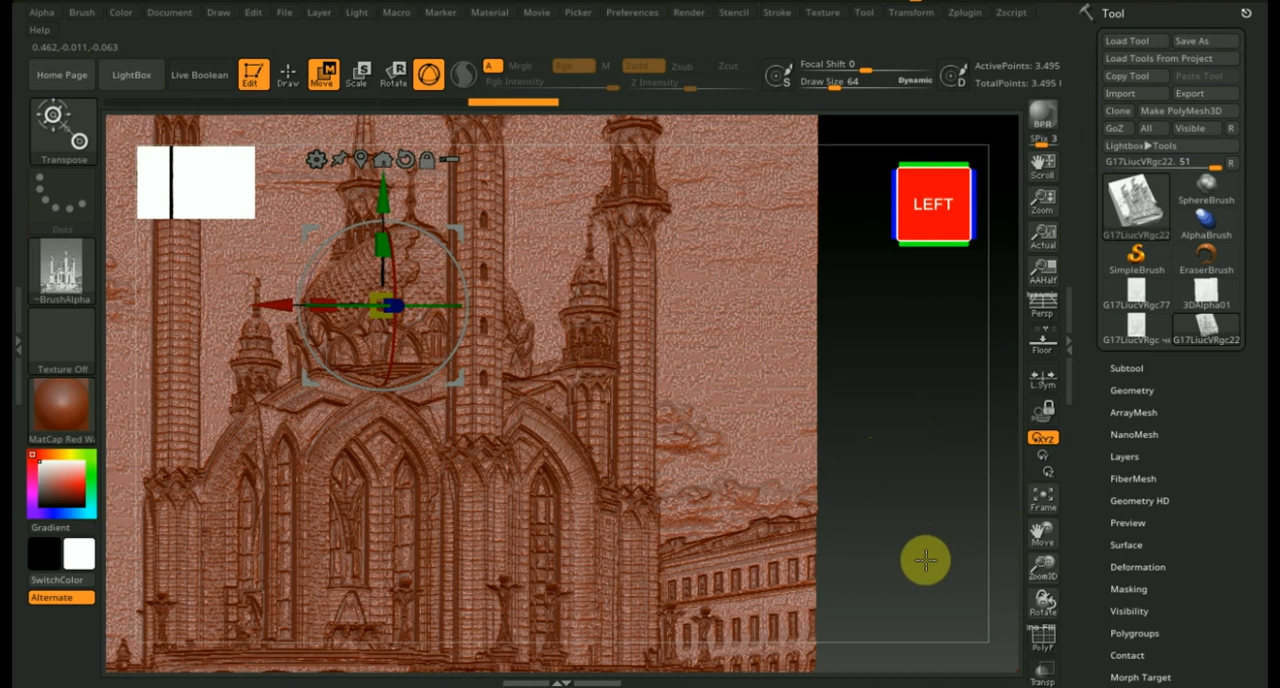 Alpha Brush Color Document Draw Edit File Layer Light Macro Marker Material Movie Picker Preferences Render Stencil Stroke Texture Tool Transform Zplugin Zscript
Help
0.462,-0.011,-0.063
Home Page
LightBox
Live Boolean
Edit
Draw
Move
Scale
Rotate
A Mrgb Rgb M Zadd Zsub Zcut
Rgb Intensity Z Intensity
S
Focal Shift 0
Draw Size 64 Dynamic
D
ActivePoints: 3.495
TotalPoints: 3.495
Transpose
Dots
~BrushAlpha
Texture Off
MatCap Red W
Gradient
SwitchColor
Alternate
LEFT
BPR
SPix 3
Scroll
Zoom
Actual
AAHalf
Persp
Floor
L.Sym
XYZ
Frame
Move
Zoom3D
Rotate
PolyF
Transp
Tool
Load Tool Save As
Load Tools From Project
Copy Tool Paste Tool
Import Export
Clone Make PolyMesh3D
GoZ All Visible R
Lightbox▶Tools
G17LiucVRgc22. 51 R
G17LiucVRgc22
SphereBrush
AlphaBrush
SimpleBrush EraserBrush
G17LiucVRgc77 3DAlpha01
G17LiucVRgc G17LiucVRgc22
Subtool
Geometry
ArrayMesh
NanoMesh
Layers
FiberMesh
Geometry HD
Preview
Surface
Deformation
Masking
Visibility
Polygroups
Contact
Morph Target